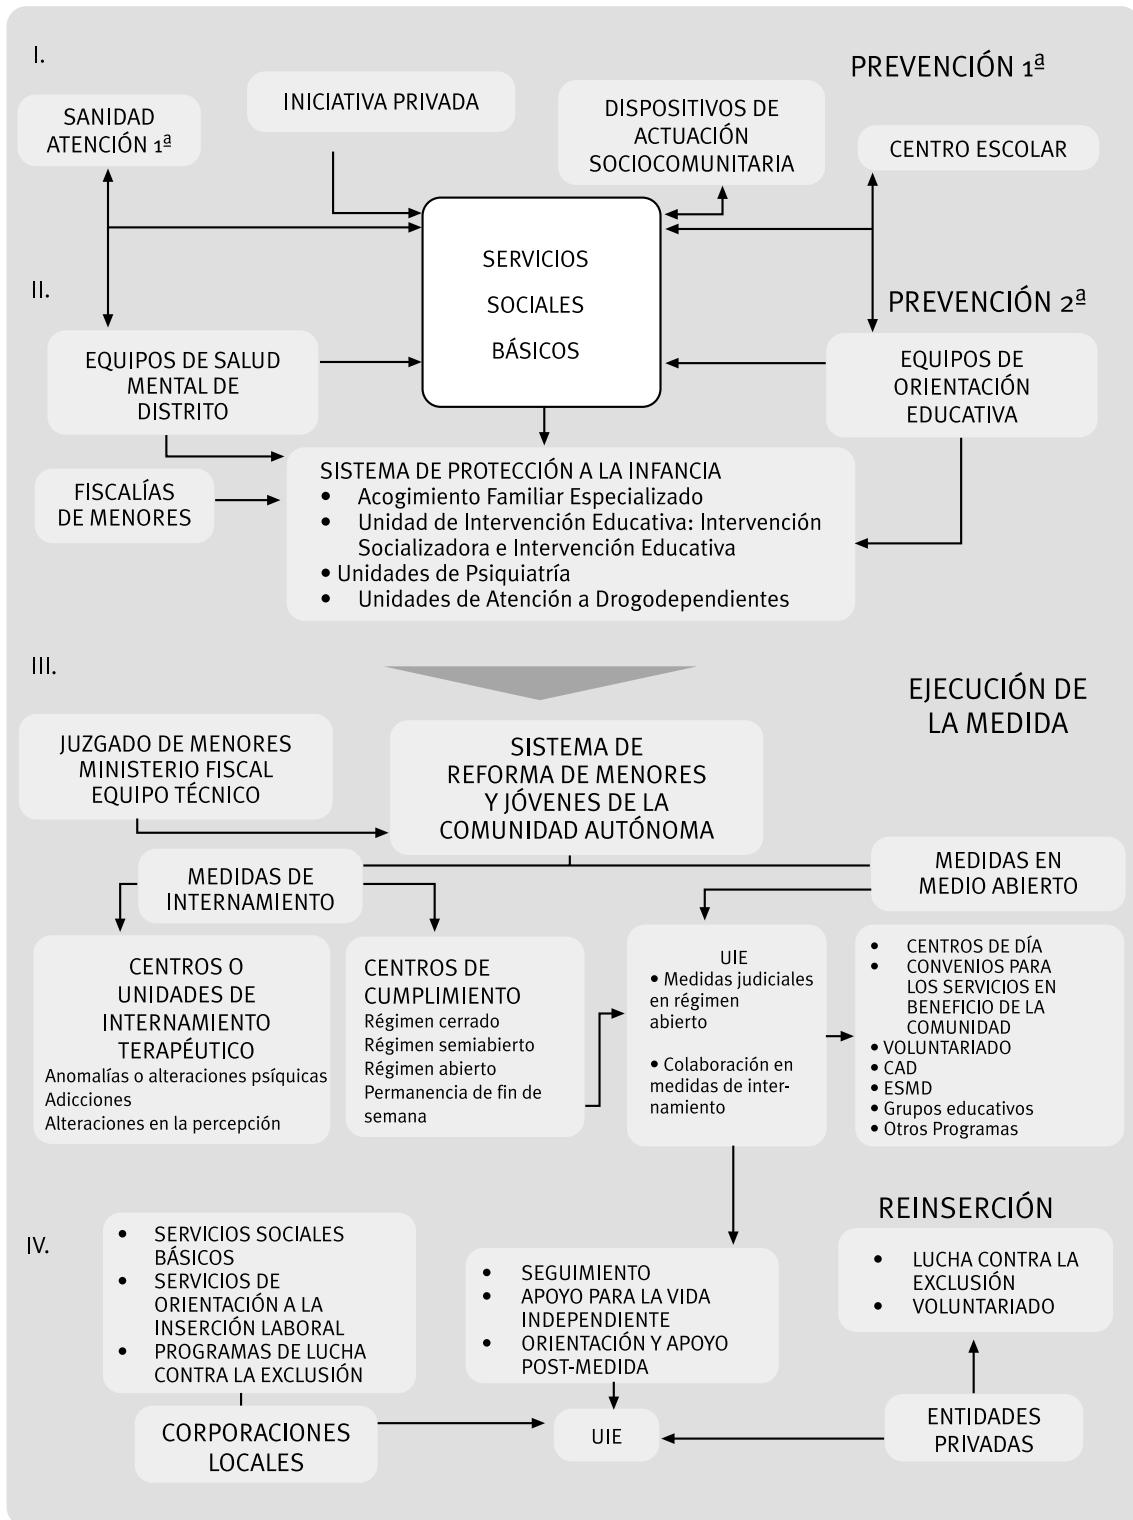 I.
PREVENCIÓN 1ª
SANIDAD
ATENCIÓN 1ª
INICIATIVA PRIVADA
DISPOSITIVOS DE
ACTUACIÓN
SOCIOCOMUNITARIA
CENTRO ESCOLAR
SERVICIOS
SOCIALES
BÁSICOS
II.
PREVENCIÓN 2ª
EQUIPOS DE SALUD
MENTAL DE
DISTRITO
EQUIPOS DE
ORIENTACIÓN
EDUCATIVA
FISCALÍAS
DE MENORES
SISTEMA DE PROTECCIÓN A LA INFANCIA
• Acogimiento Familiar Especializado
• Unidad de Intervención Educativa: Intervención
Socializadora e Intervención Educativa
• Unidades de Psiquiatría
• Unidades de Atención a Drogodependientes
III.
EJECUCIÓN DE
LA MEDIDA
JUZGADO DE MENORES
MINISTERIO FISCAL
EQUIPO TÉCNICO
SISTEMA DE
REFORMA DE MENORES
Y JÓVENES DE LA
COMUNIDAD AUTÓNOMA
MEDIDAS DE
INTERNAMIENTO
MEDIDAS EN
MEDIO ABIERTO
CENTROS O
UNIDADES DE
INTERNAMIENTO
TERAPÉUTICO
Anomalías o alteraciones psíquicas
Adicciones
Alteraciones en la percepción
CENTROS DE
CUMPLIMIENTO
Régimen cerrado
Régimen semiabierto
Régimen abierto
Permanencia de fin de
semana
UIE
• Medidas judiciales
en régimen
abierto
• Colaboración en
medidas de inter-
namiento
• CENTROS DE DÍA
• CONVENIOS PARA
LOS SERVICIOS EN
BENEFICIO DE LA
COMUNIDAD
• VOLUNTARIADO
• CAD
• ESMD
• Grupos educativos
• Otros Programas
IV.
REINSERCIÓN
• SERVICIOS SOCIALES
BÁSICOS
• SERVICIOS DE
ORIENTACIÓN A LA
INSERCIÓN LABORAL
• PROGRAMAS DE LUCHA
CONTRA LA EXCLUSIÓN
• SEGUIMIENTO
• APOYO PARA LA VIDA
INDEPENDIENTE
• ORIENTACIÓN Y APOYO
POST-MEDIDA
• LUCHA CONTRA LA
EXCLUSIÓN
• VOLUNTARIADO
CORPORACIONES
LOCALES
UIE
ENTIDADES
PRIVADAS